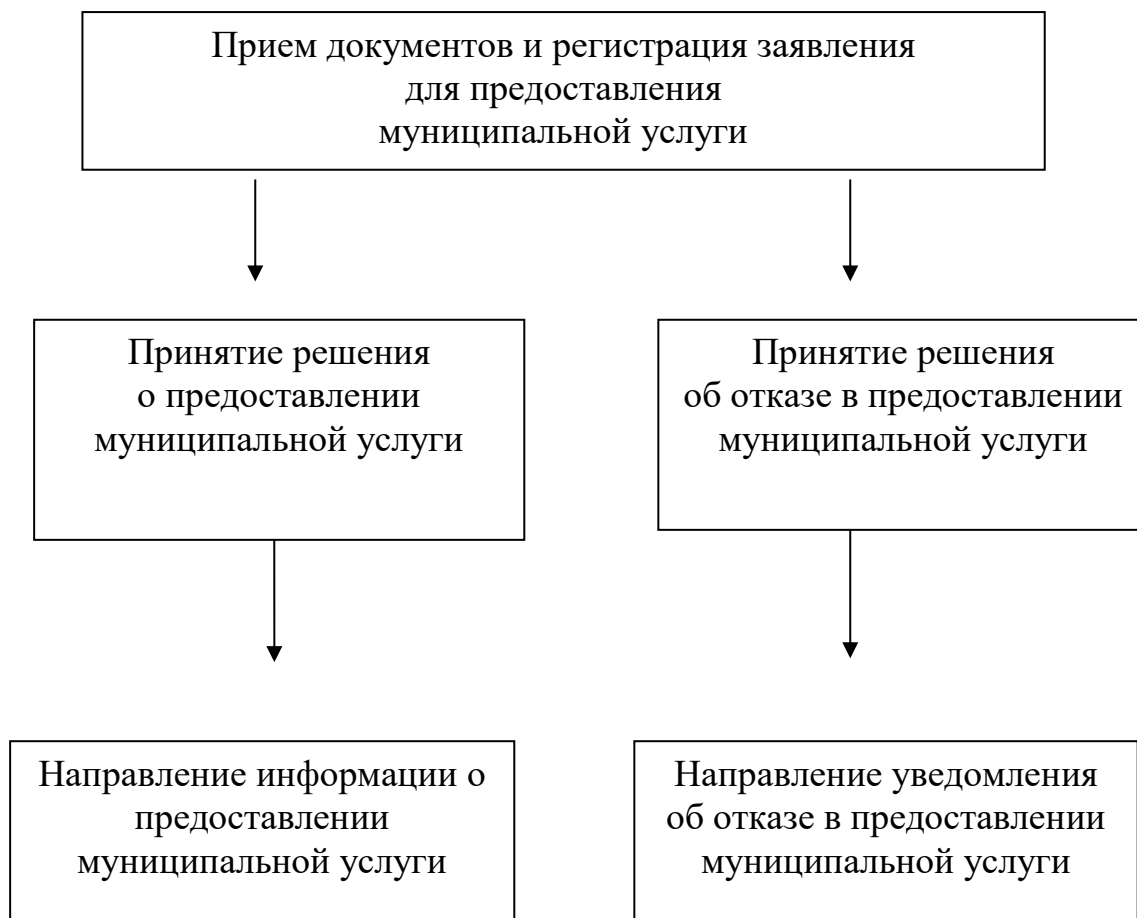 Прием документов и регистрация заявления
для предоставления
муниципальной услуги
Принятие решения
о предоставлении
муниципальной услуги
Принятие решения
об отказе в предоставлении
муниципальной услуги
Направление информации о
предоставлении
муниципальной услуги
Направление уведомления
об отказе в предоставлении
муниципальной услуги